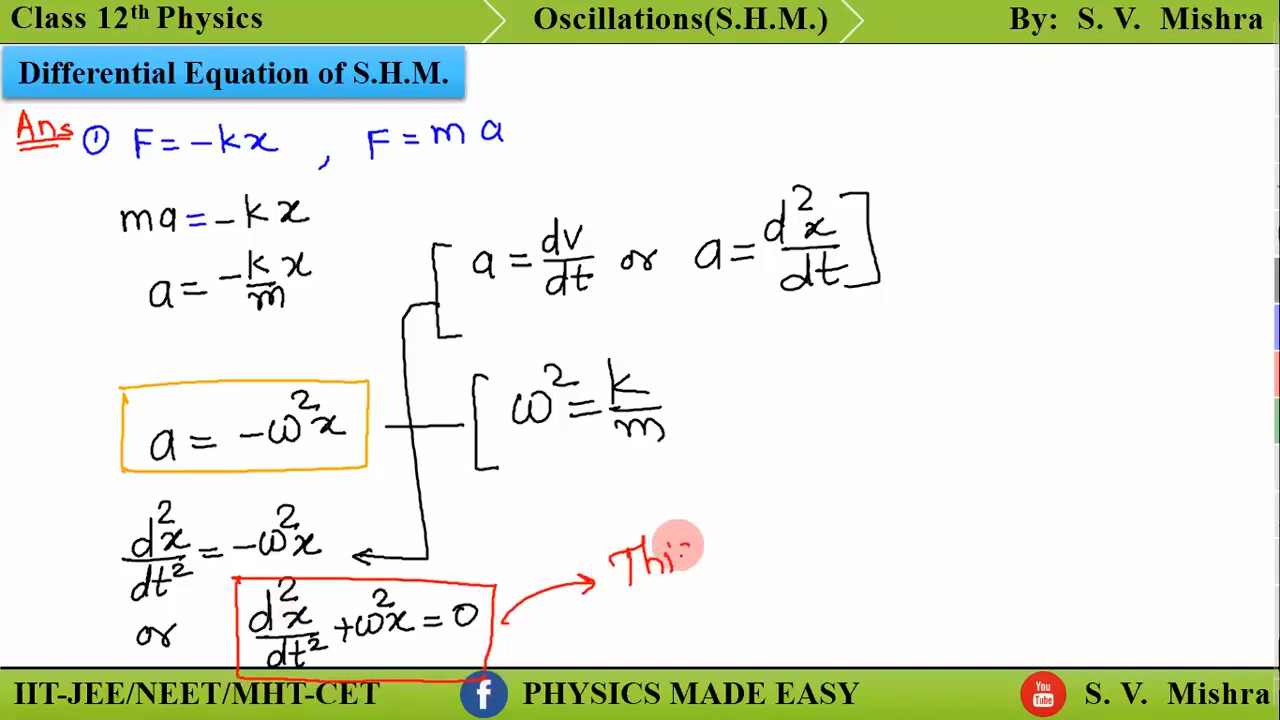 Class 12th Physics
Oscillations(S.H.M.)
By: S. V. Mishra
Differential Equation of S.H.M.
Ans ① F = -kx , F = ma
ma = -kx
a = -k/m x
[ a = dv/dt or a = d²x/dt ]
a = -ω²x
[ ω² = k/m
d²x/dt² = -ω²x
or d²x/dt² + ω²x = 0
IIT-JEE/NEET/MHT-CET
f PHYSICS MADE EASY
You Tube S. V. Mishra